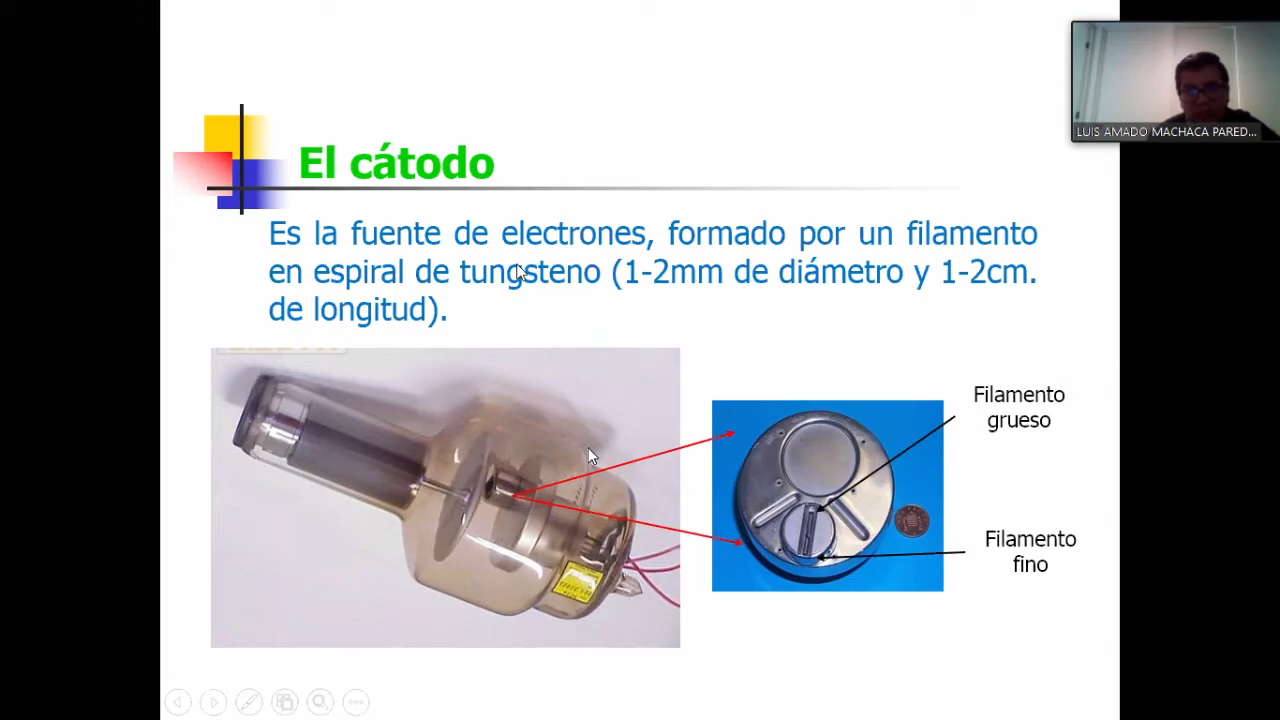 LUIS AMADO MACHACA PARED...
El cátodo
Es la fuente de electrones, formado por un filamento
en espiral de tungsteno (1-2mm de diámetro y 1-2cm.
de longitud).
Filamento
grueso
Filamento
fino